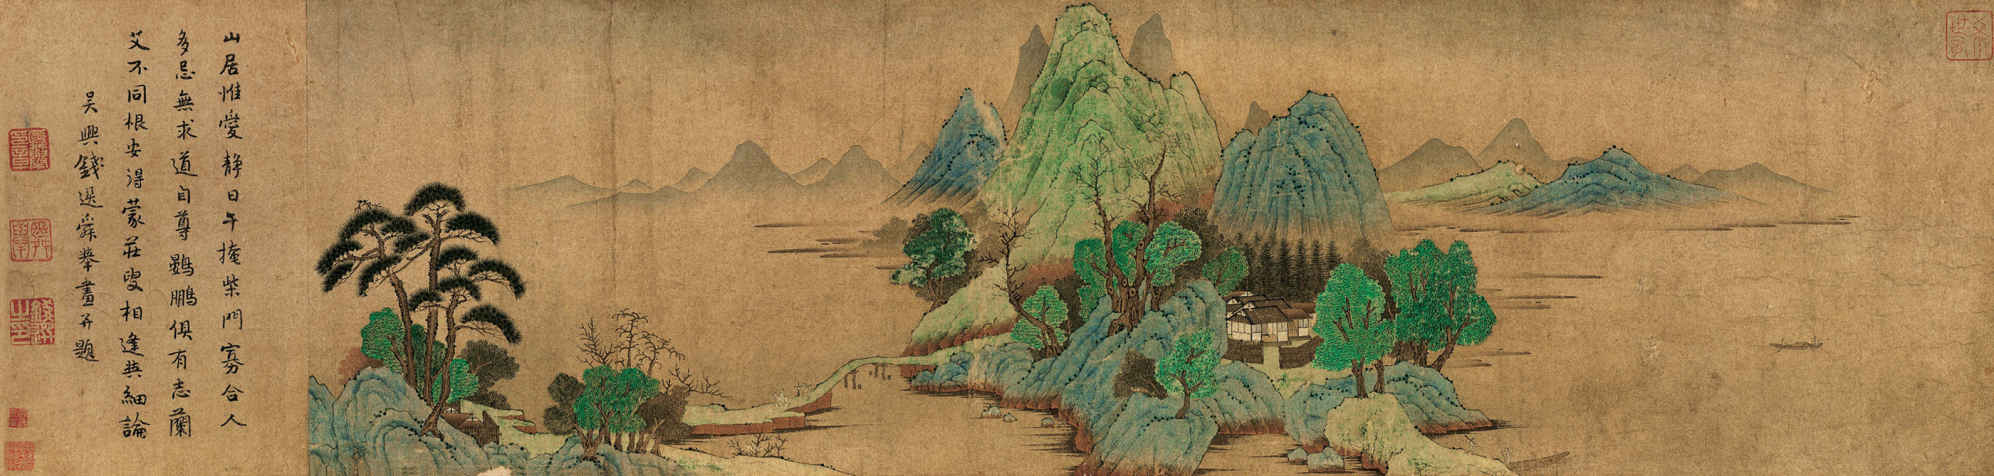 山居惟愛静日午掩柴門寡合人
多忌無求道自尊鷃鵬俱有志蘭
艾不同根安得蒙莊叟相逢與細論
吳興錢選舜舉畫并題